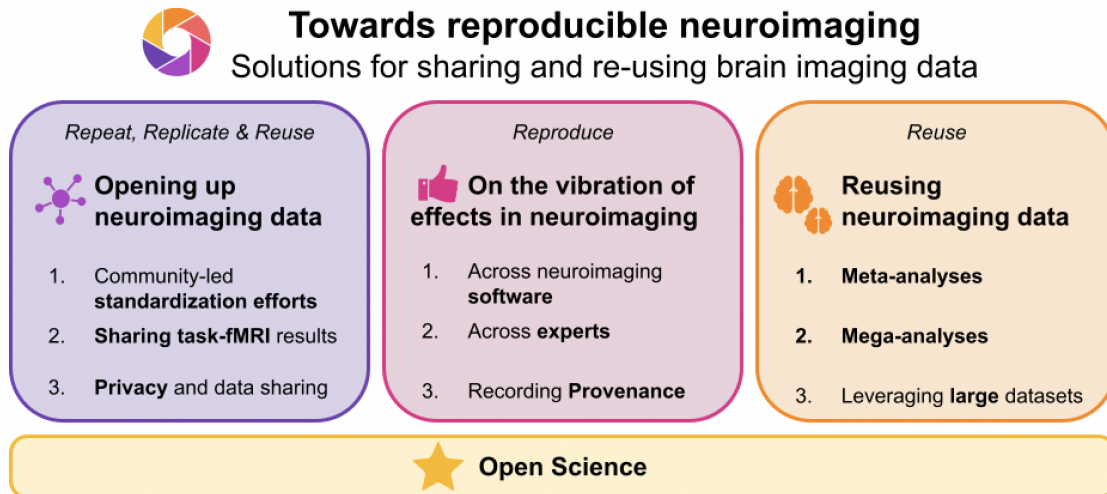 Towards reproducible neuroimaging
Solutions for sharing and re-using brain imaging data
Repeat, Replicate & Reuse
Opening up
neuroimaging data
1. Community-led
standardization efforts
2. Sharing task-fMRI results
3. Privacy and data sharing
Reproduce
On the vibration of
effects in neuroimaging
1. Across neuroimaging
software
2. Across experts
3. Recording Provenance
Reuse
Reusing
neuroimaging data
1. Meta-analyses
2. Mega-analyses
3. Leveraging large datasets
Open Science